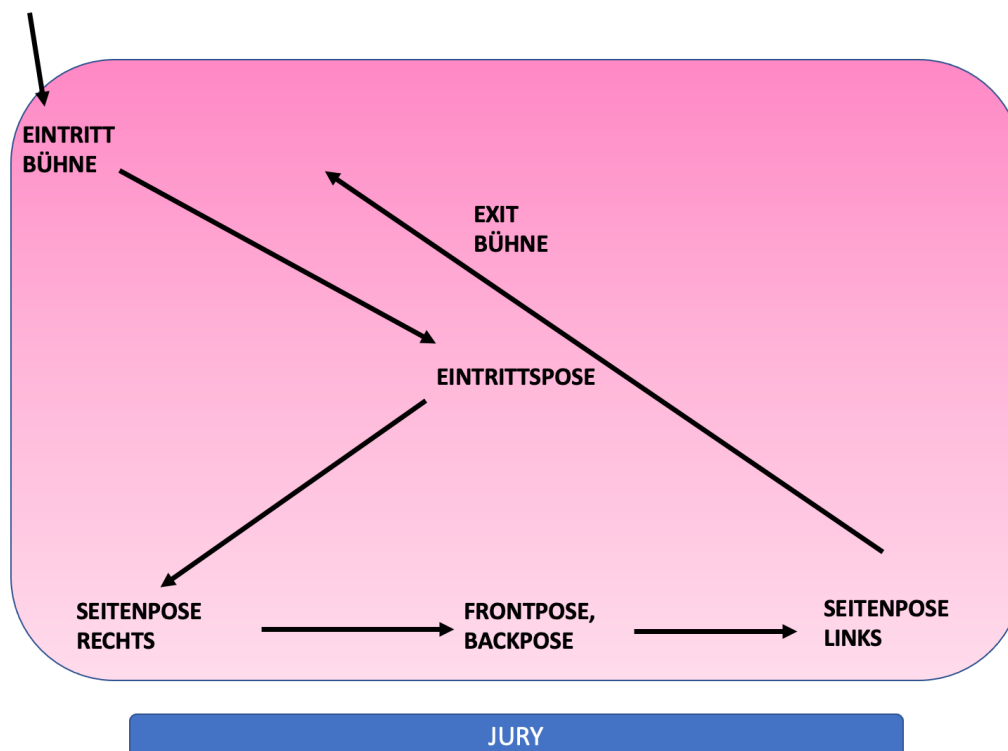 EINTRITT
BÜHNE
EXIT
BÜHNE
EINTRITTSPOSE
SEITENPOSE
RECHTS
FRONTPOSE,
BACKPOSE
SEITENPOSE
LINKS
JURY